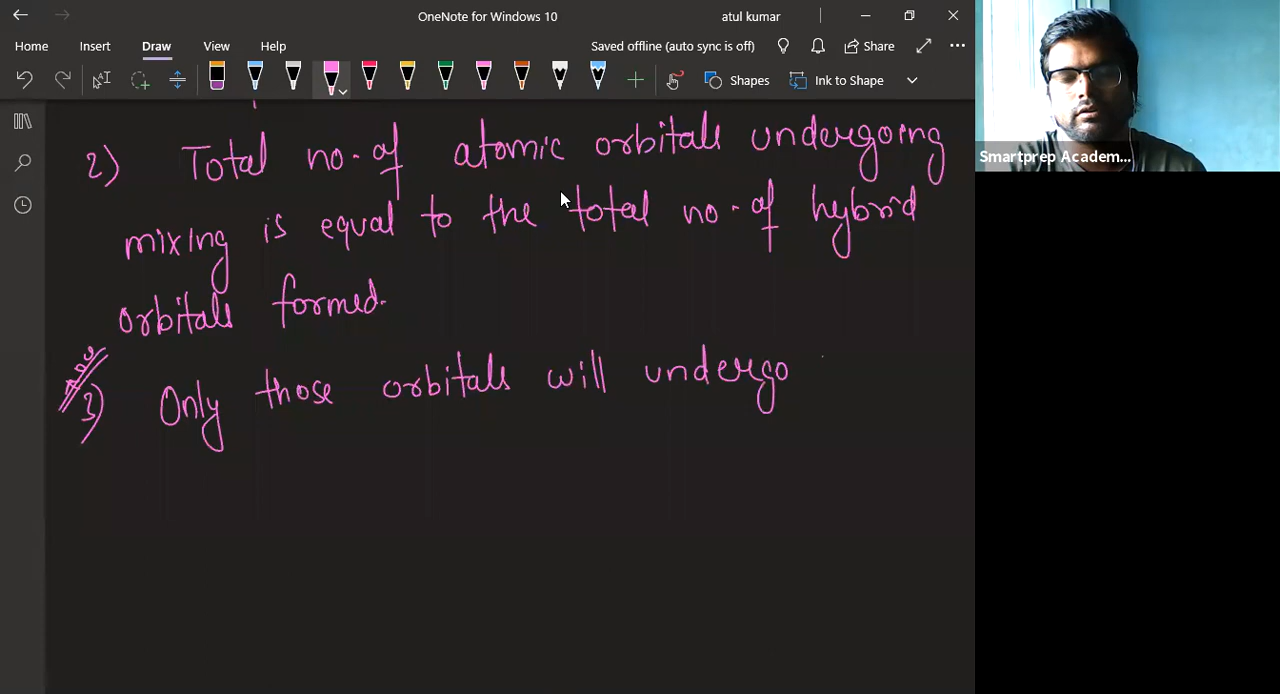 OneNote for Windows 10
atul kumar
Home Insert Draw View Help
Saved offline (auto sync is off)
Share
Shapes
Ink to Shape
Smartprep Academ...
2) Total no. of atomic orbitals undergoing
mixing is equal to the total no. of hybrid
orbitals formed.
3) Only those orbitals will undergo